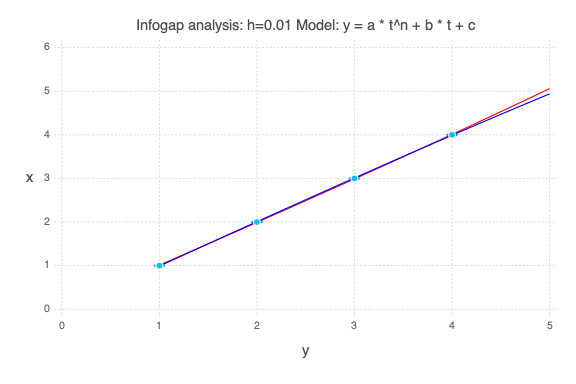 Infogap analysis: h=0.01 Model: y = a * t^n + b * t + c
6
5
4
x
3
2
1
0
0 1 2 3 4 5
y